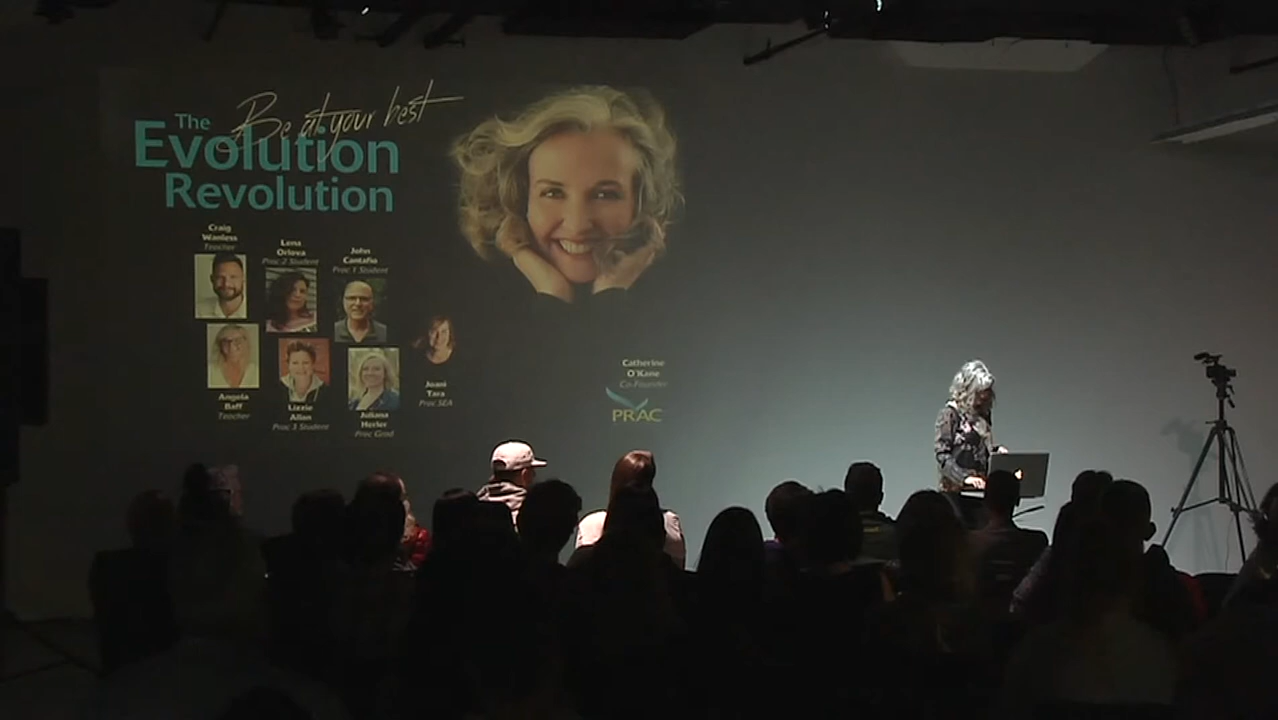 Be at your best
The
Evolution
Revolution
Craig
Wanless
Teacher
Lena
Orlova
Prac 2 Student
John
Cantafio
Prac 1 Student
Angela
Baff
Teacher
Lizzie
Allan
Prac 3 Student
Juliana
Herler
Prac Grad
Joani
Tara
Prac SEA
Catherine
O'Kane
Co-Founder
PRAC